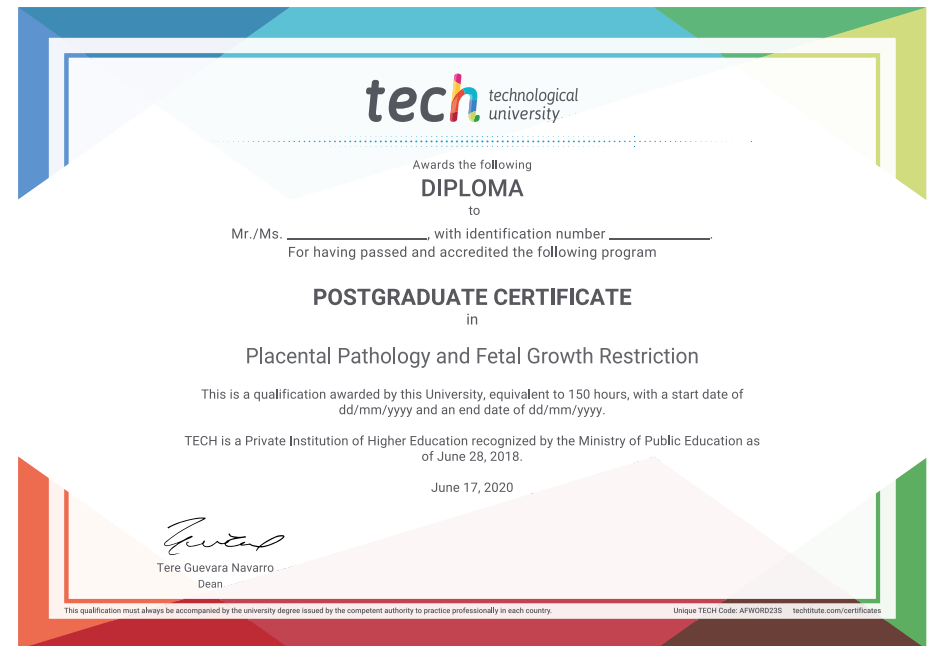 tech technological
university
Awards the following
DIPLOMA
to
Mr./Ms. ____________________, with identification number ______________.
For having passed and accredited the following program
POSTGRADUATE CERTIFICATE
in
Placental Pathology and Fetal Growth Restriction
This is a qualification awarded by this University, equivalent to 150 hours, with a start date of
dd/mm/yyyy and an end date of dd/mm/yyyy.
TECH is a Private Institution of Higher Education recognized by the Ministry of Public Education as
of June 28, 2018.
June 17, 2020
Tere Guevara Navarro
Dean
This qualification must always be accompanied by the university degree issued by the competent authority to practice professionally in each country.
Unique TECH Code: AFWORD23S techtitute.com/certificates